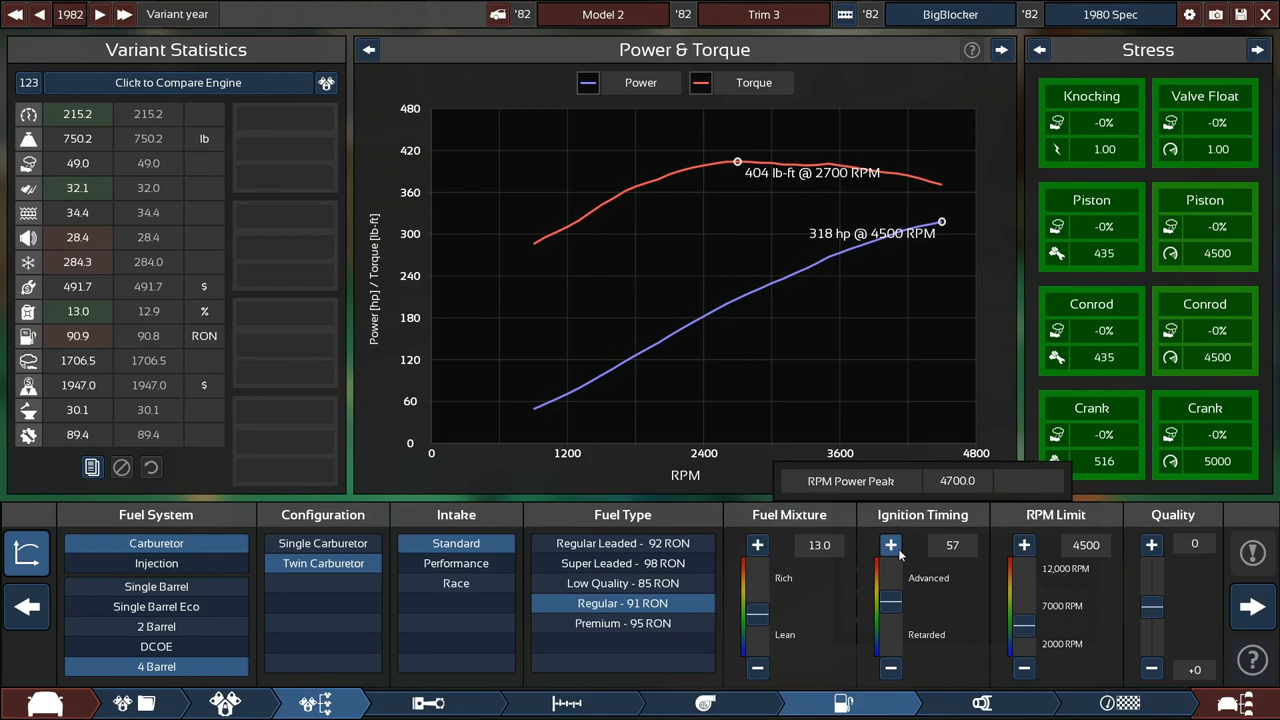 1982
Variant year
'82
Model 2
'82
Trim 3
'82
BigBlocker
'82
1980 Spec
Variant Statistics
123
Click to Compare Engine
215.2 215.2
750.2 750.2 lb
49.0 49.0
32.1 32.0
34.4 34.4
28.4 28.4
284.3 284.0
491.7 491.7 $
13.0 12.9 %
90.9 90.8 RON
1706.5 1706.5
1947.0 1947.0 $
30.1 30.1
89.4 89.4
Power & Torque
?
Power
Torque
Power [hp] / Torque [lb-ft]
480
420
360
300
240
180
120
60
0
404 lb-ft @ 2700 RPM
318 hp @ 4500 RPM
0 1200 2400 3600 4800
RPM
RPM Power Peak 4700.0
Stress
Knocking
-0%
1.00
Valve Float
-0%
1.00
Piston
-0%
435
Piston
-0%
4500
Conrod
-0%
435
Conrod
-0%
4500
Crank
-0%
516
Crank
-0%
5000
Fuel System
Carburetor
Injection
Single Barrel
Single Barrel Eco
2 Barrel
DCOE
4 Barrel
Configuration
Single Carburetor
Twin Carburetor
Intake
Standard
Performance
Race
Fuel Type
Regular Leaded - 92 RON
Super Leaded - 98 RON
Low Quality - 85 RON
Regular - 91 RON
Premium - 95 RON
Fuel Mixture
13.0
Rich
Lean
Ignition Timing
57
Advanced
Retarded
RPM Limit
4500
12,000 RPM
7000 RPM
2000 RPM
Quality
0
+0
?